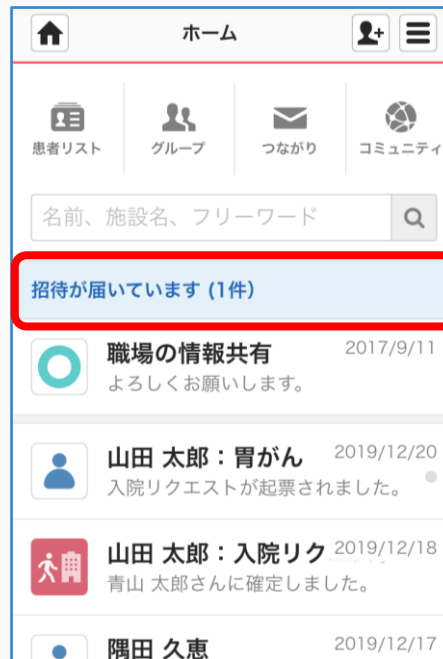 ホーム
患者リスト
グループ
つながり
コミュニティ
名前、施設名、フリーワード
招待が届いています (1件)
職場の情報共有 2017/9/11
よろしくお願いします。
山田 太郎：胃がん 2019/12/20
入院リクエストが起票されました。
山田 太郎：入院リク 2019/12/18
青山 太郎さんに確定しました。
隅田 久恵 2019/12/17